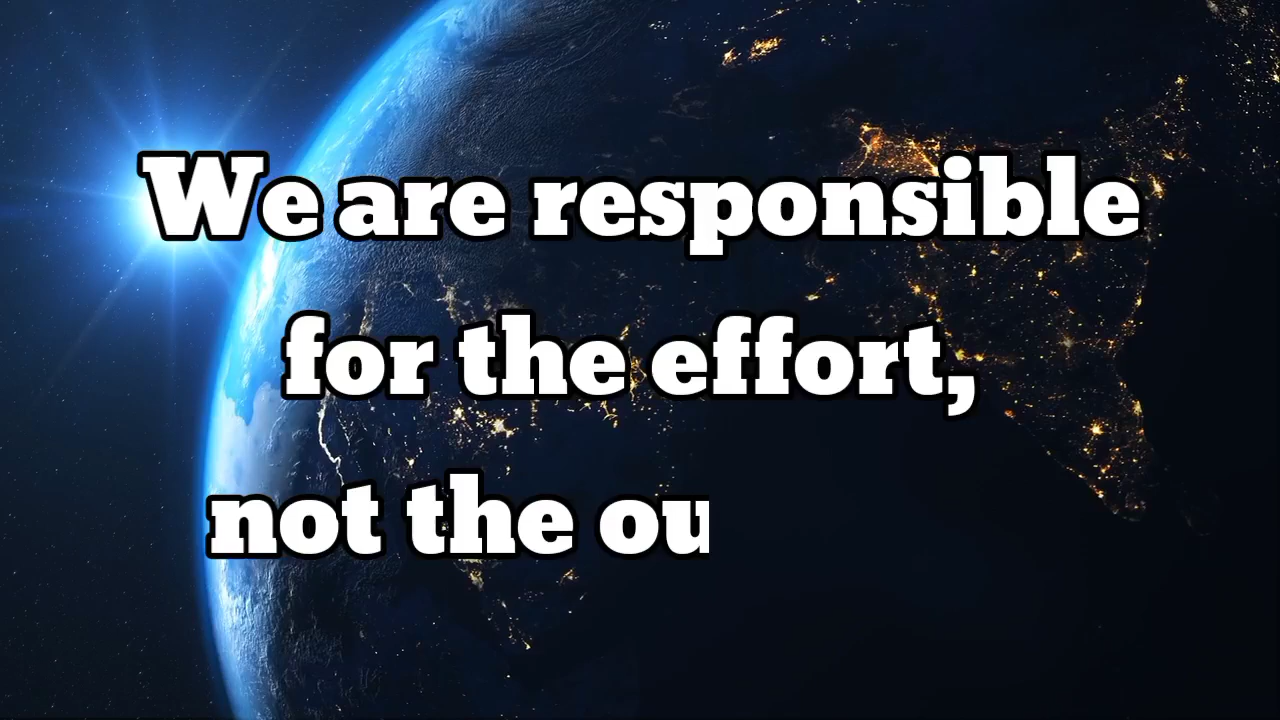 We are responsible
for the effort,
not the ou